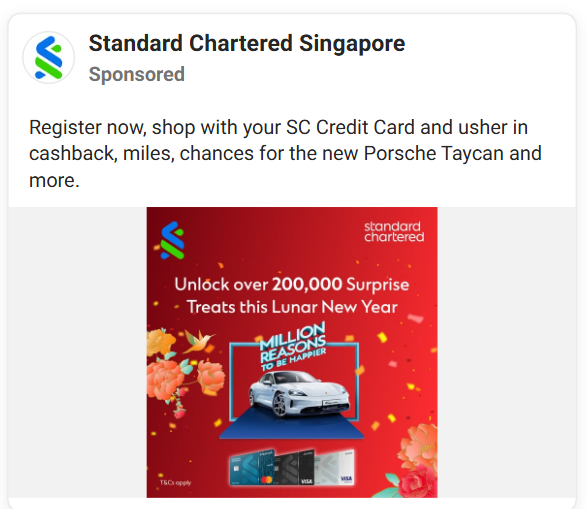 Standard Chartered Singapore
Sponsored
Register now, shop with your SC Credit Card and usher in
cashback, miles, chances for the new Porsche Taycan and
more.
standard
chartered
Unlock over 200,000 Surprise
Treats this Lunar New Year
MILLION
REASONS
TO BE HAPPIER
VISA
VISA
T&Cs apply